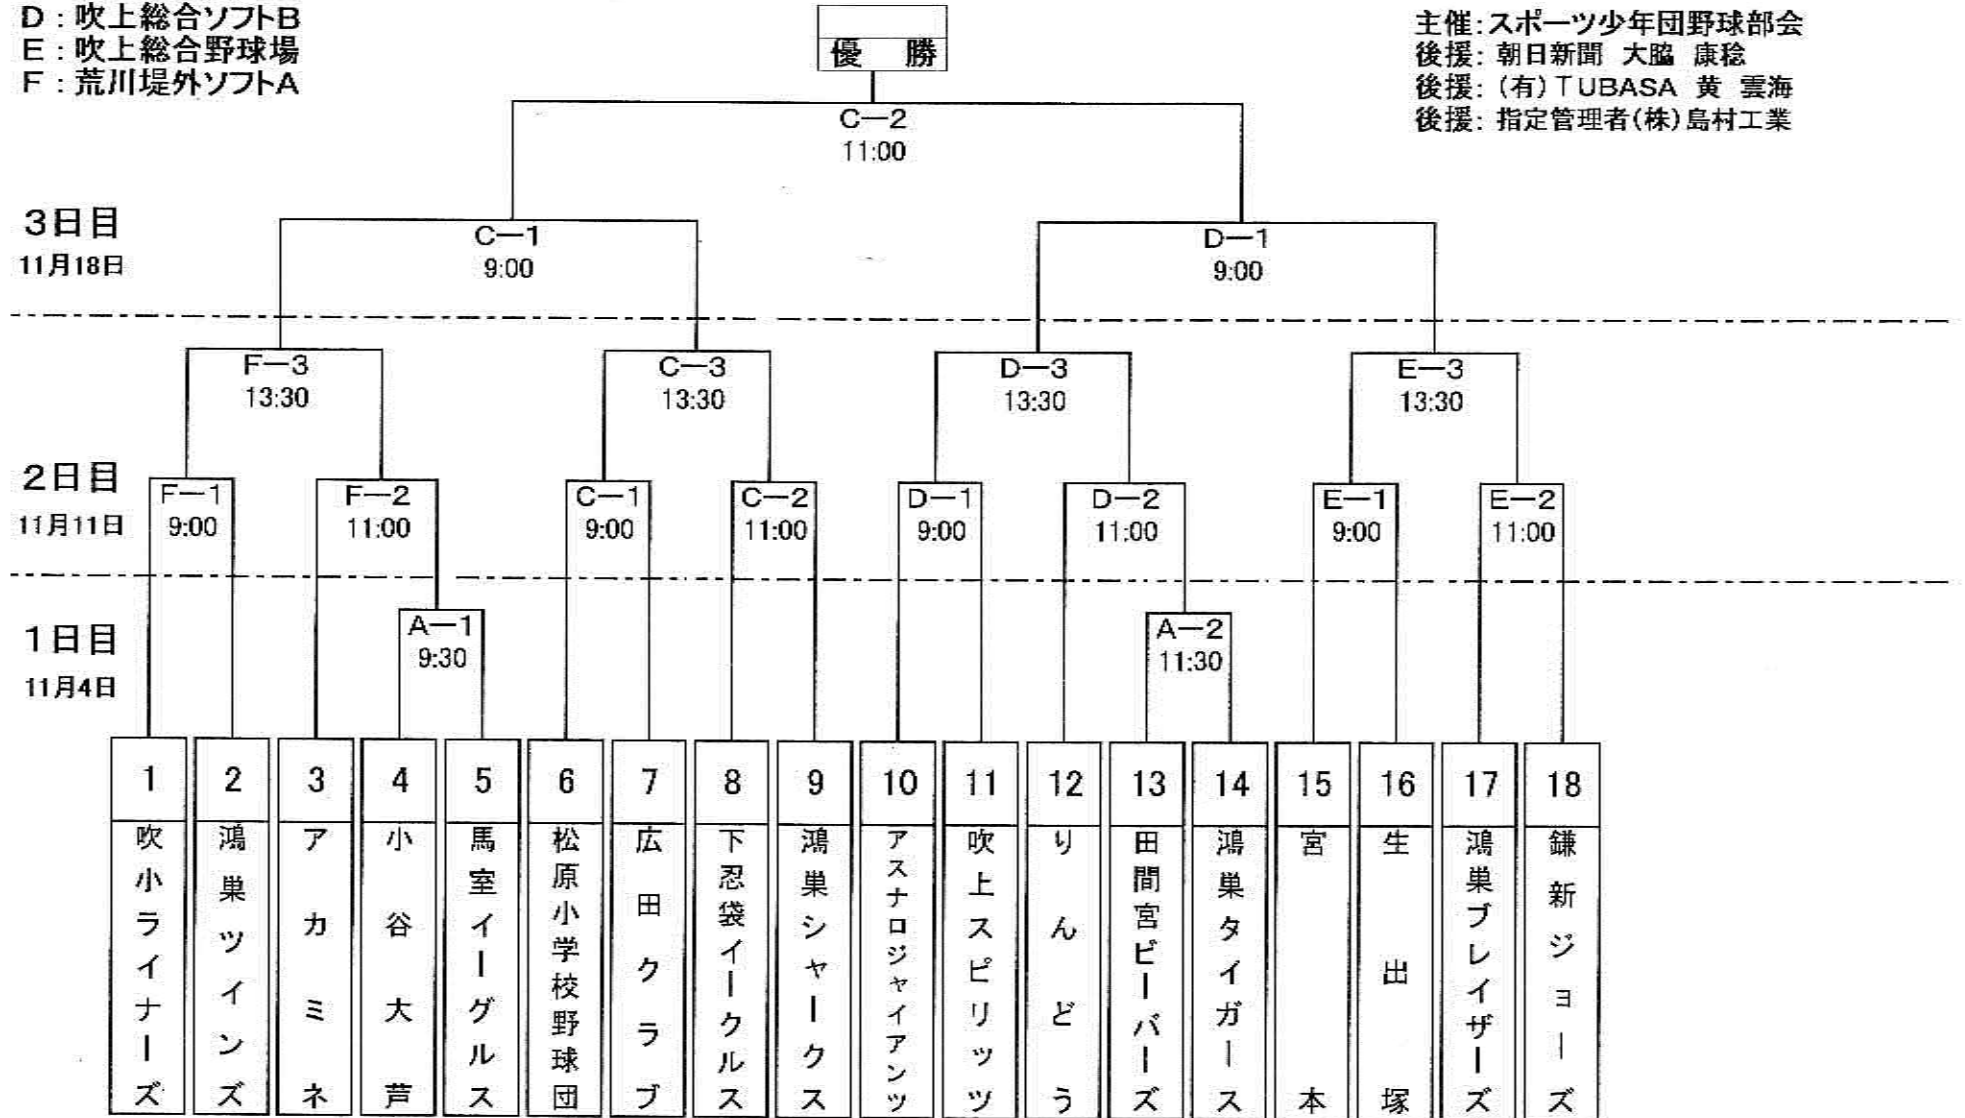 D：吹上総合ソフトB
E：吹上総合野球場
F：荒川堤外ソフトA
優　勝
主催：スポーツ少年団野球部会
後援：朝日新聞　大脇　康稔
後援：（有）TUBASA　黄　雲海
後援：指定管理者（株）島村工業
C－2
11:00
3日目
11月18日
C－1
9:00
D－1
9:00
F－3
13:30
C－3
13:30
D－3
13:30
E－3
13:30
2日目
11月11日
F－1
9:00
F－2
11:00
C－1
9:00
C－2
11:00
D－1
9:00
D－2
11:00
E－1
9:00
E－2
11:00
1日目
11月4日
A－1
9:30
A－2
11:30
1
吹小ライナーズ
2
鴻巣ツインズ
3
アカミネ
4
小谷大芦
5
馬室イーグルス
6
松原小学校野球団
7
広田クラブ
8
下忍袋イークルス
9
鴻巣シャークス
10
アスナロジャイアンツ
11
吹上スピリッツ
12
りんどう
13
田間宮ビーバーズ
14
鴻巣タイガース
15
宮本
16
生出塚
17
鴻巣ブレイザーズ
18
鎌新ジョーズ